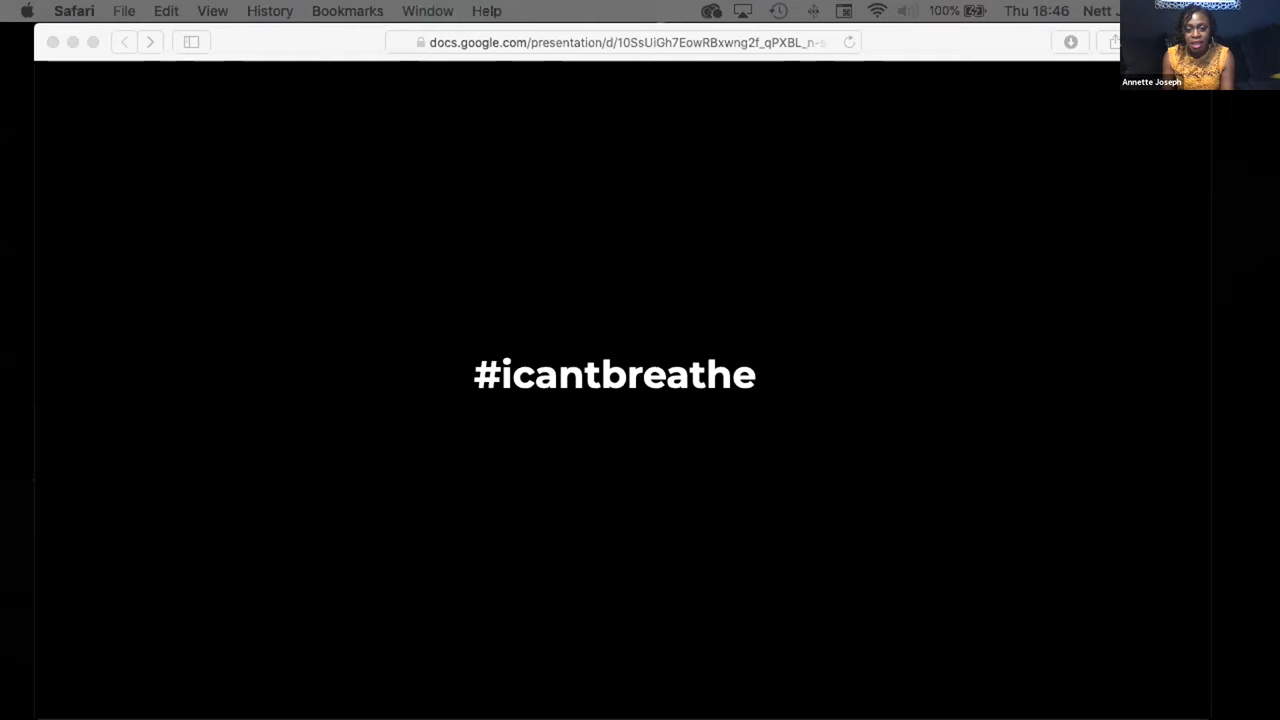 Safari File Edit View History Bookmarks Window Help 100% Thu 18:46 Nett J
docs.google.com/presentation/d/10SsUiGh7EowRBxwng2f_qPXBL_n-s
Annette Joseph
#icantbreathe